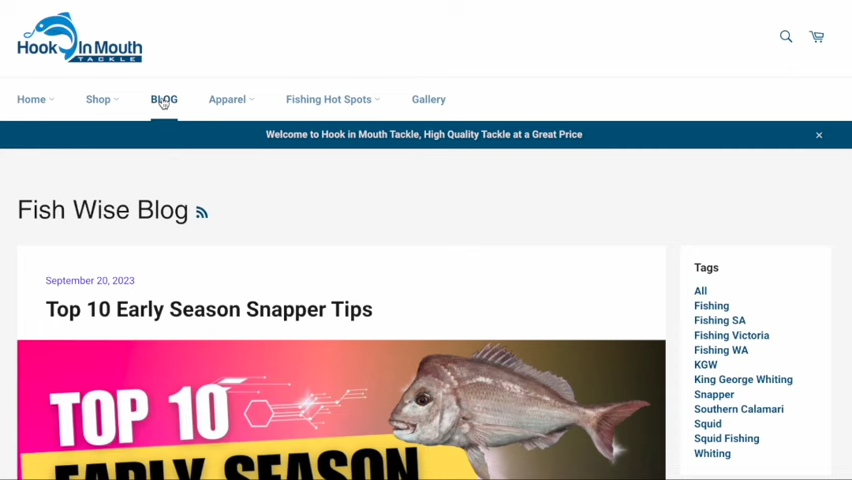 Hook In Mouth
TACKLE
Home
Shop
BLOG
Apparel
Fishing Hot Spots
Gallery
Welcome to Hook in Mouth Tackle, High Quality Tackle at a Great Price
Fish Wise Blog
September 20, 2023
Top 10 Early Season Snapper Tips
TOP 10
EARLY SEASON
Tags
All
Fishing
Fishing SA
Fishing Victoria
Fishing WA
KGW
King George Whiting
Snapper
Southern Calamari
Squid
Squid Fishing
Whiting